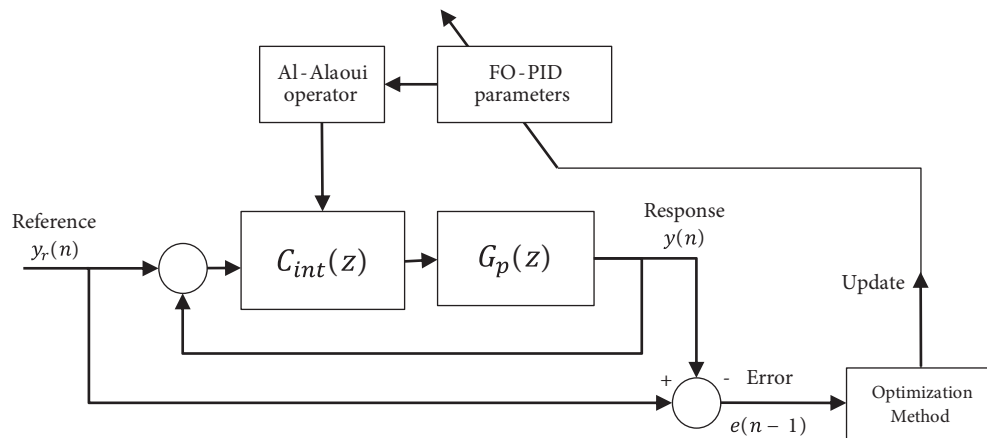 Al-Alaoui
operator
FO-PID
parameters
Reference
y_r(n)
C_int(z)
G_p(z)
Response
y(n)
Update
+
-
Error
e(n − 1)
Optimization
Method